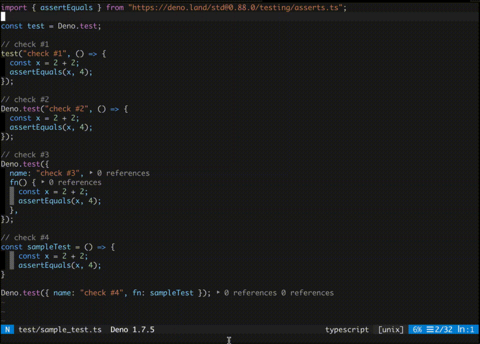 import { assertEquals } from "https://deno.land/std@0.88.0/testing/asserts.ts";
const test = Deno.test;
// check #1
test("check #1", () => {
  const x = 2 + 2;
  assertEquals(x, 4);
});
// check #2
Deno.test("check #2", () => {
  const x = 2 + 2;
  assertEquals(x, 4);
});
// check #3
Deno.test({
  name: "check #3", ‣ 0 references
  fn() { ‣ 0 references
    const x = 2 + 2;
    assertEquals(x, 4);
  },
});
// check #4
const sampleTest = () => {
    const x = 2 + 2;
    assertEquals(x, 4);
}
Deno.test({ name: "check #4", fn: sampleTest }); ‣ 0 references 0 references
~
~
N test/sample_test.ts Deno 1.7.5 typescript [unix] 6% ☰2/32 ln:1